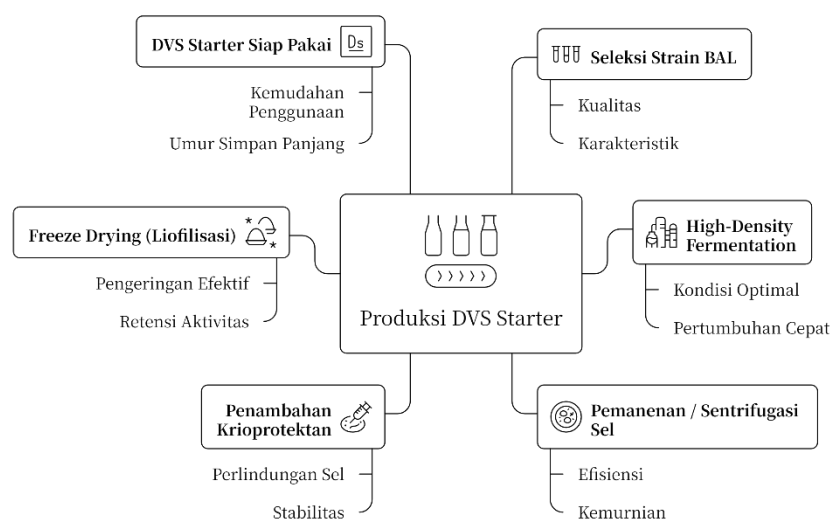 DVS Starter Siap Pakai
Ds
Kemudahan
Penggunaan
Umur Simpan Panjang
Seleksi Strain BAL
Kualitas
Karakteristik
Freeze Drying (Liofilisasi)
Pengeringan Efektif
Retensi Aktivitas
Produksi DVS Starter
High-Density
Fermentation
Kondisi Optimal
Pertumbuhan Cepat
Penambahan
Krioprotektan
Perlindungan Sel
Stabilitas
Pemanenan / Sentrifugasi
Sel
Efisiensi
Kemurnian